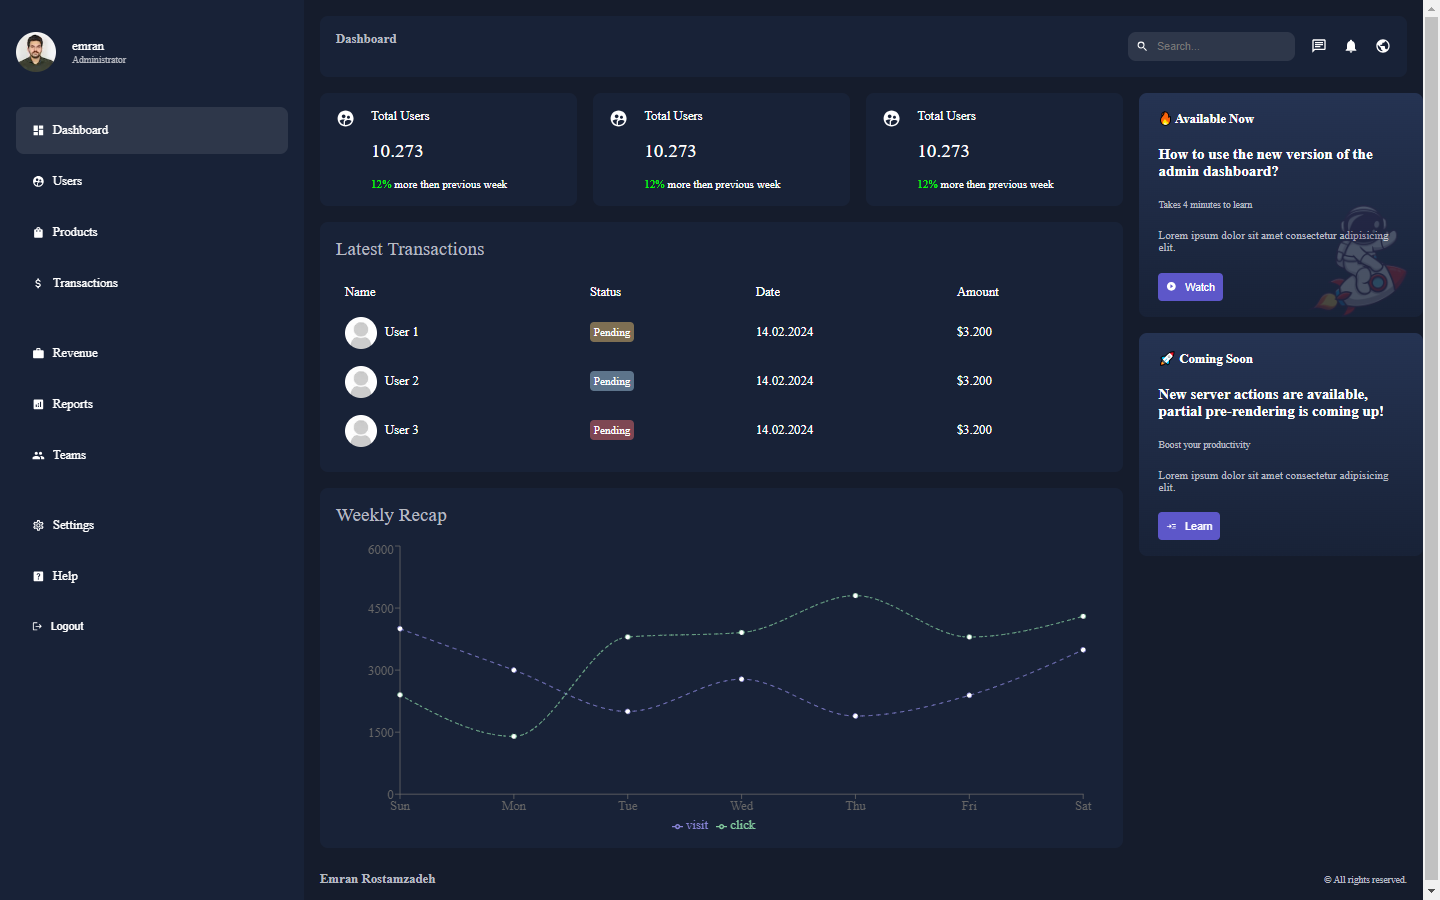 emran
Administrator
Dashboard
Users
Products
Transactions
Revenue
Reports
Teams
Settings
Help
Logout
Dashboard
Search...
Total Users
10.273
12% more then previous week
Total Users
10.273
12% more then previous week
Total Users
10.273
12% more then previous week
Latest Transactions
Name Status Date Amount
User 1 Pending 14.02.2024 $3.200
User 2 Pending 14.02.2024 $3.200
User 3 Pending 14.02.2024 $3.200
Weekly Recap
6000
4500
3000
1500
0
Sun Mon Tue Wed Thu Fri Sat
visit click
🔥 Available Now
How to use the new version of the
admin dashboard?
Takes 4 minutes to learn
Lorem ipsum dolor sit amet consectetur adipisicing
elit.
Watch
🚀 Coming Soon
New server actions are available,
partial pre-rendering is coming up!
Boost your productivity
Lorem ipsum dolor sit amet consectetur adipisicing
elit.
Learn
Emran Rostamzadeh
© All rights reserved.